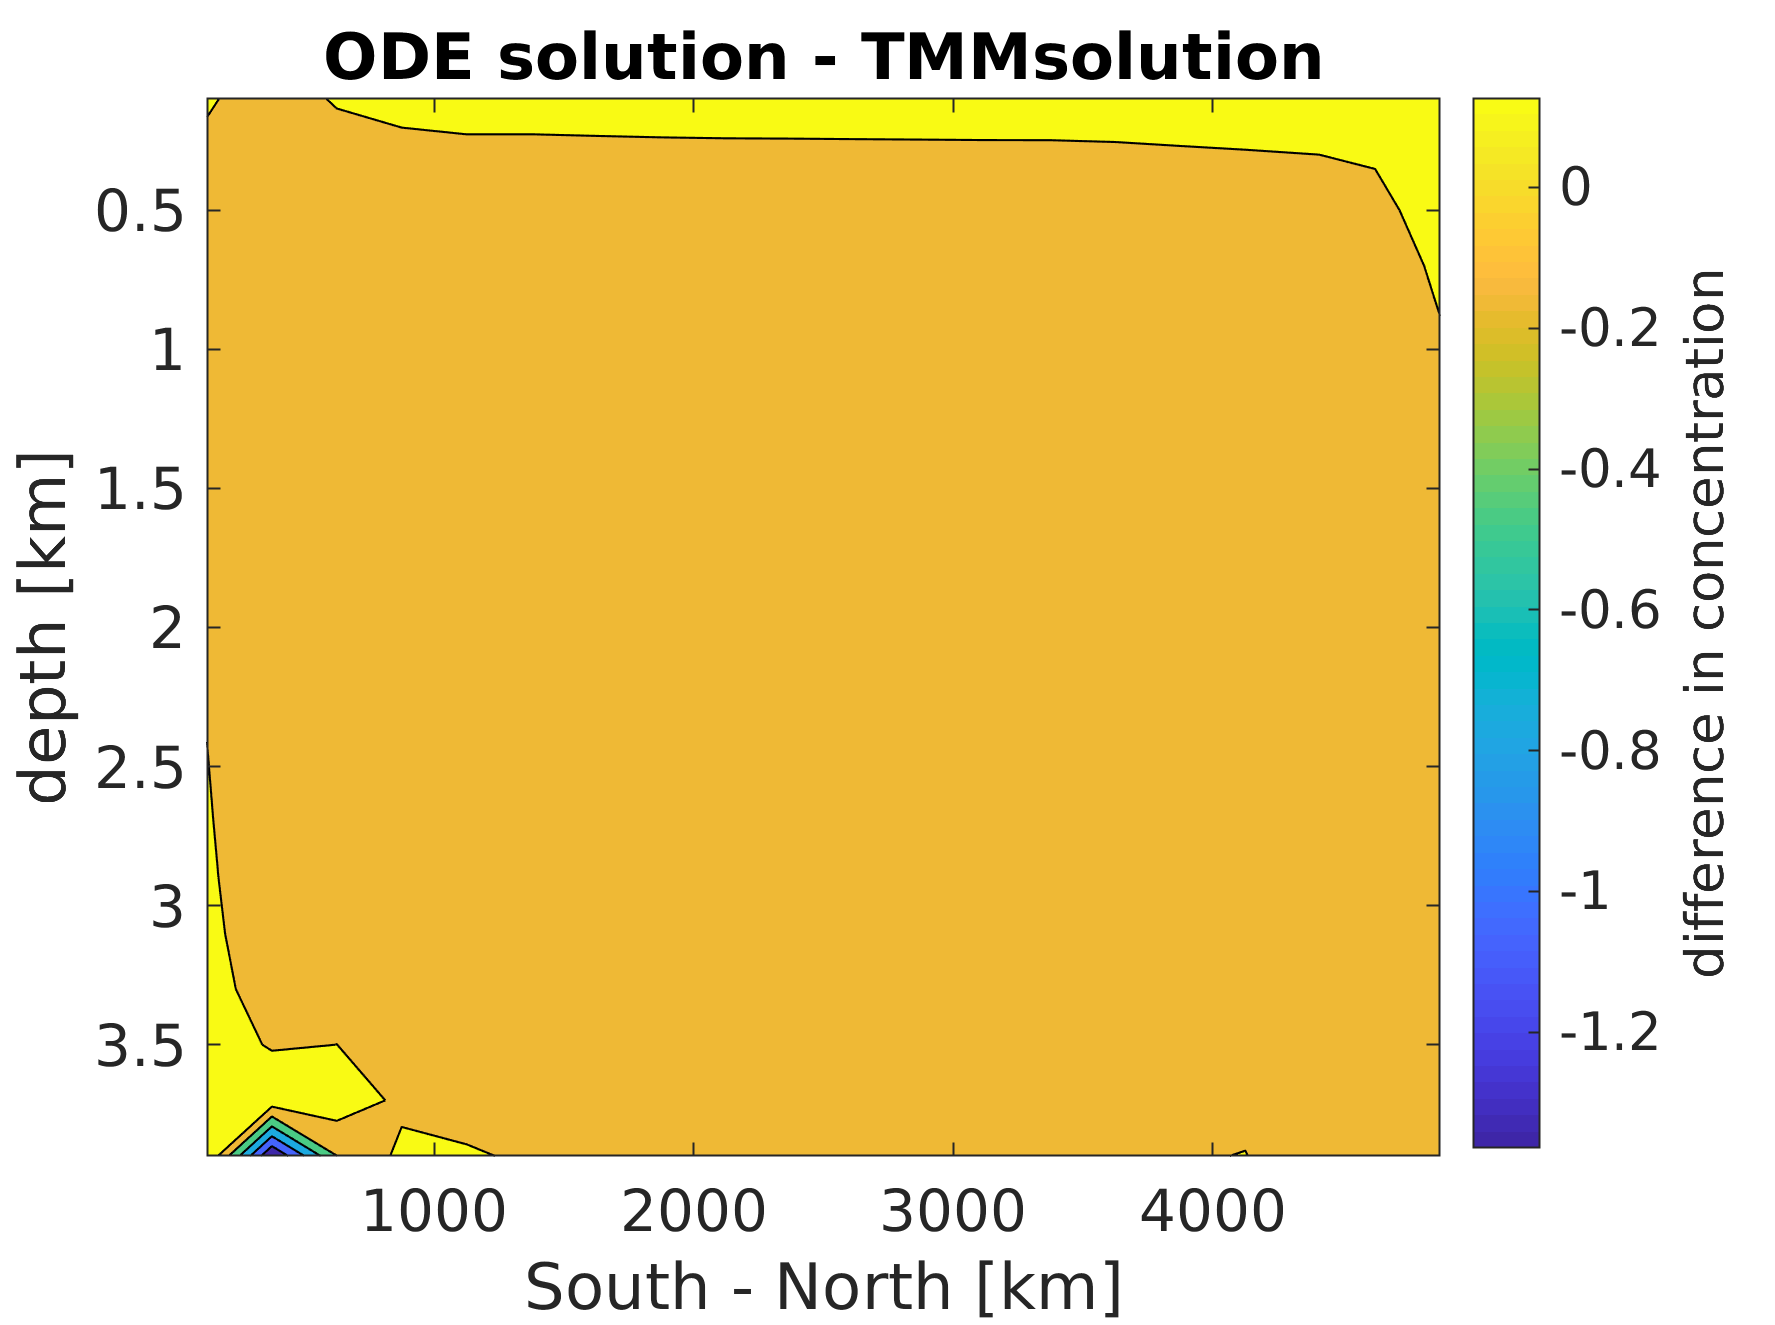 ODE solution - TMMsolution
0.5
1
1.5
2
2.5
3
3.5
depth [km]
1000 2000 3000 4000
South - North [km]
0
-0.2
-0.4
-0.6
-0.8
-1
-1.2
difference in concentration